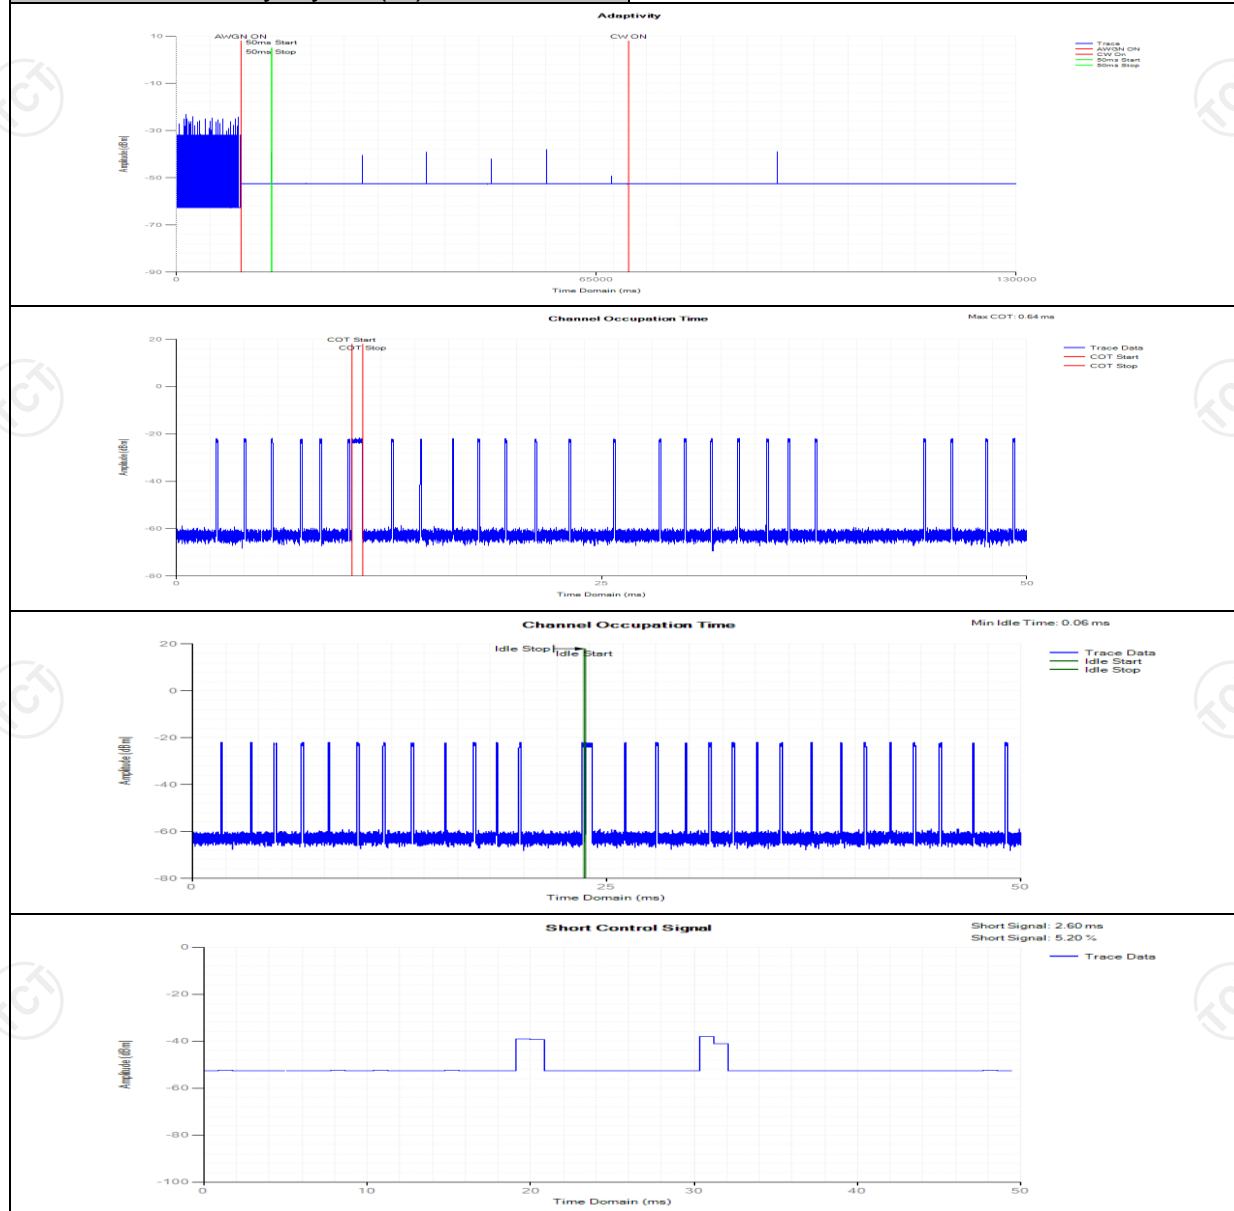 Adaptivity
AWGN ON
50ms Start
50ms Stop
CW ON
Trace
AWGN ON
CW On
50ms Start
50ms Stop
10
-10
-30
-50
-70
-90
Amplitude (dBm)
0
65000
130000
Time Domain (ms)
Channel Occupation Time
Max COT: 0.64 ms
COT Start
COT Stop
Trace Data
COT Start
COT Stop
20
0
-20
-40
-60
-80
Amplitude (dBm)
0
25
50
Time Domain (ms)
Channel Occupation Time
Min Idle Time: 0.06 ms
Idle Stop
Idle Start
Trace Data
Idle Start
Idle Stop
20
0
-20
-40
-60
-80
Amplitude (dBm)
0
25
50
Time Domain (ms)
Short Control Signal
Short Signal: 2.60 ms
Short Signal: 5.20 %
Trace Data
0
-20
-40
-60
-80
-100
Amplitude (dBm)
0
10
20
30
40
50
Time Domain (ms)
TCT
TCT
TCT
TCT